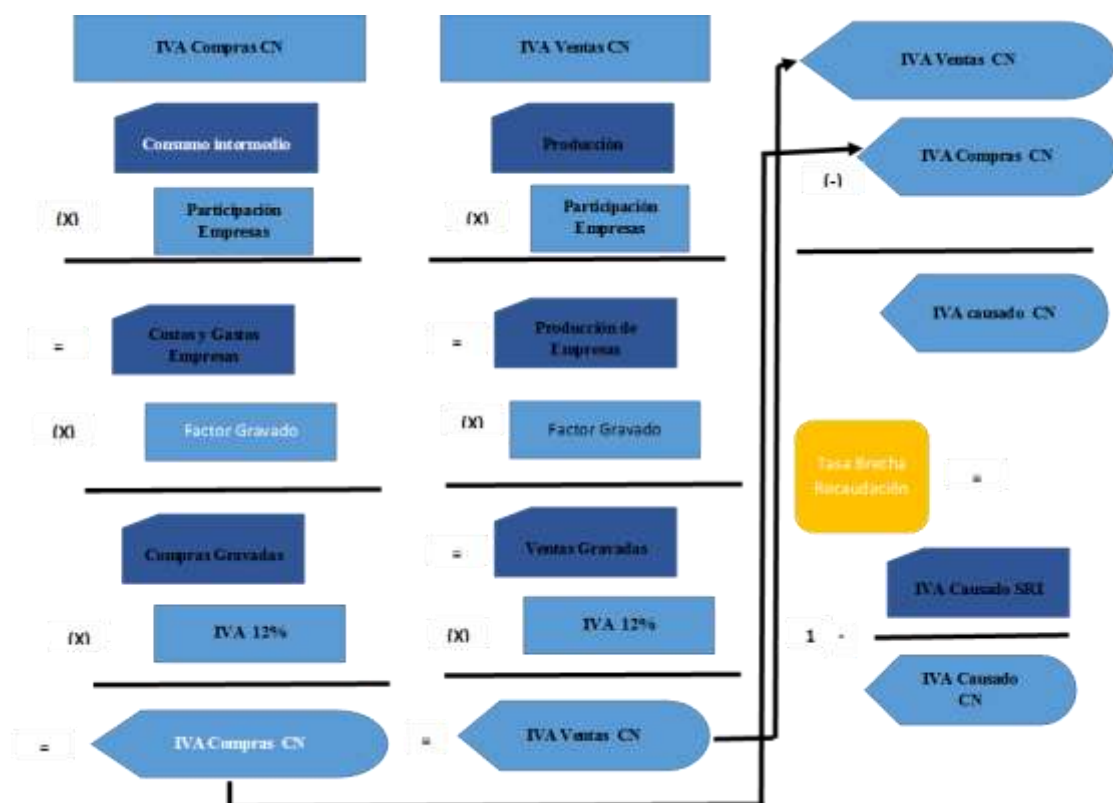 IVA Compras CN
Consumo intermedio
(X)
Participación
Empresas
=
Costos y Gastos
Empresas
(X)
Factor Gravado
Compras Gravadas
(X)
IVA 12%
=
IVA Compras CN
IVA Ventas CN
Producción
(X)
Participación
Empresas
=
Producción de
Empresas
(X)
Factor Gravado
=
Ventas Gravadas
(X)
IVA 12%
=
IVA Ventas CN
IVA Ventas CN
(-)
IVA Compras CN
IVA causado CN
Tasa Brecha
Recaudación
=
1 -
IVA Causado SRI
IVA Causado
CN